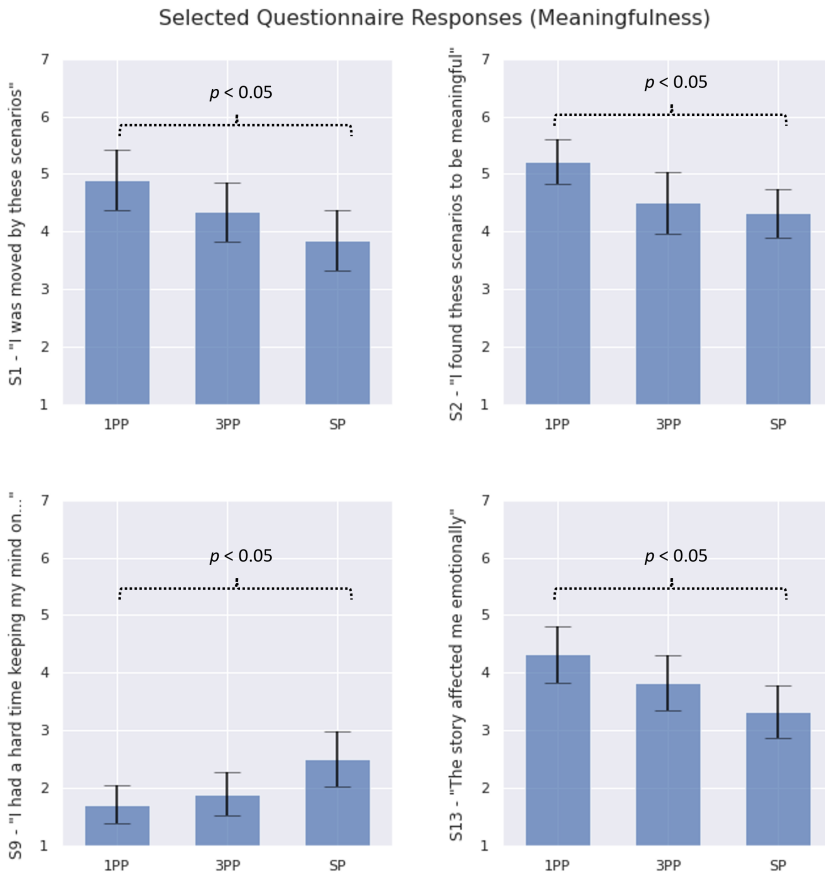 Selected Questionnaire Responses (Meaningfulness)
S1 - "I was moved by these scenarios"
7
6
5
4
3
2
1
p < 0.05
1PP 3PP SP
S2 - "I found these scenarios to be meaningful"
7
6
5
4
3
2
1
p < 0.05
1PP 3PP SP
S9 - "I had a hard time keeping my mind on..."
7
6
5
4
3
2
1
p < 0.05
1PP 3PP SP
S13 - "The story affected me emotionally"
7
6
5
4
3
2
1
p < 0.05
1PP 3PP SP